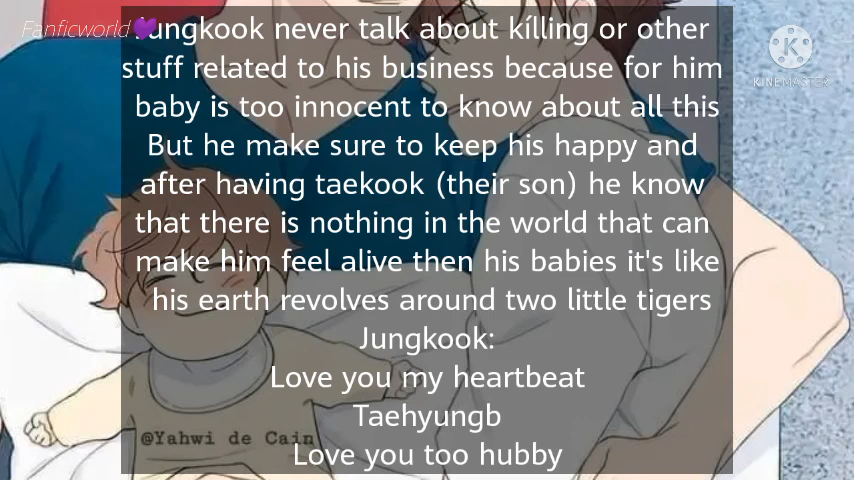 Fanficworld💜
Jungkook never talk about kílling or other
stuff related to his business because for him
baby is too innocent to know about all this
But he make sure to keep his happy and
after having taekook (their son) he know
that there is nothing in the world that can
make him feel alive then his babies it's like
his earth revolves around two little tigers
Jungkook:
Love you my heartbeat
Taehyungb
Love you too hubby
@Yahwi de Cain
K
KINEMASTER